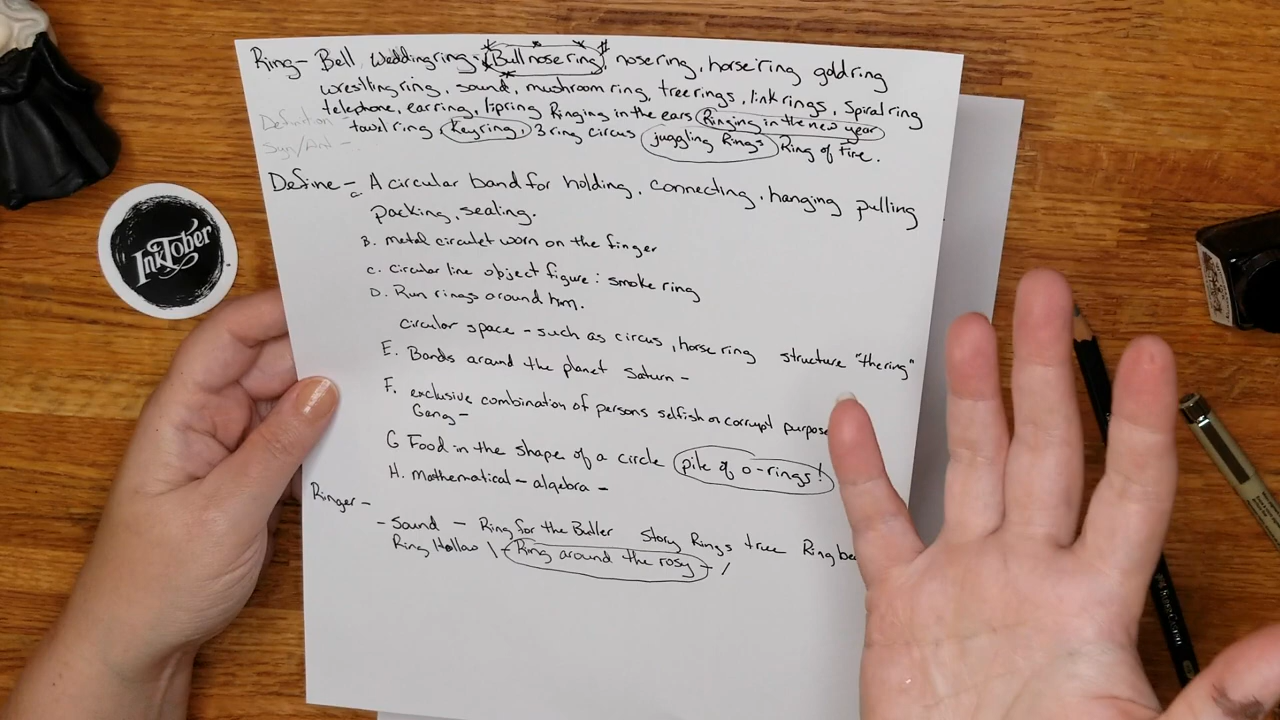 Ring - Bell, Wedding ring, Bull nose ring, nosering, horse ring gold ring
wrestling ring, sound, mushroom ring, tree rings, link rings, Spiral ring
telephone, earring, lipring Ringing in the ears Ringing in the new year
towel ring Keyring, 3 ring circus juggling Rings Ring of Fire.
Definition -
Sign/Ant -
Define - A circular band for holding, connecting, hanging pulling
packing, sealing.
B. metal circulet worn on the finger
C. circular line object figure: smoke ring
D. Run rings around him.
circular space - such as circus, horse ring structure "the ring"
E. Bands around the planet Saturn -
F. exclusive combination of persons selfish or corrupt purpose
Gang -
G Food in the shape of a circle pile of o-rings!
H. mathematical - algebra -
Ringer -
- Sound - Ring for the Butler Story Rings tree Ring be
Ring Hollow \ - Ring around the rosy - /
InkTober